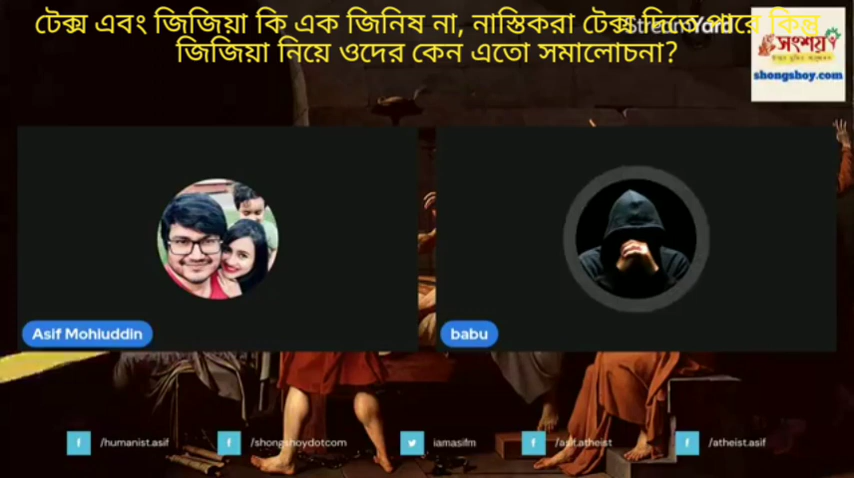 টেক্স এবং জিজিয়া কি এক জিনিষ না, নাস্তিকরা টেক্স দিতে পারে কিন্তু
জিজিয়া নিয়ে ওদের কেন এতো সমালোচনা?
StreamYard
সংশয়
shongshoy.com
Asif Mohiuddin
babu
/humanist.asif
/shongshoydotcom
iamasifm
/asif.atheist
/atheist.asif